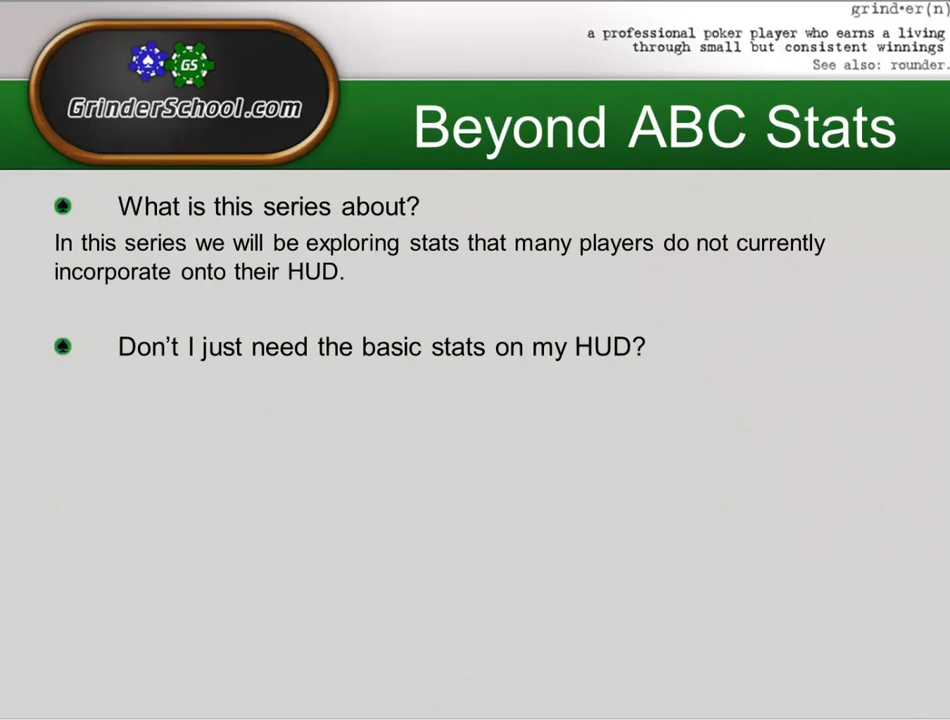 grind•er(n)
a professional poker player who earns a living
through small but consistent winnings
See also: rounder.
GS
GrinderSchool.com
Beyond ABC Stats
What is this series about?
In this series we will be exploring stats that many players do not currently
incorporate onto their HUD.
Don't I just need the basic stats on my HUD?